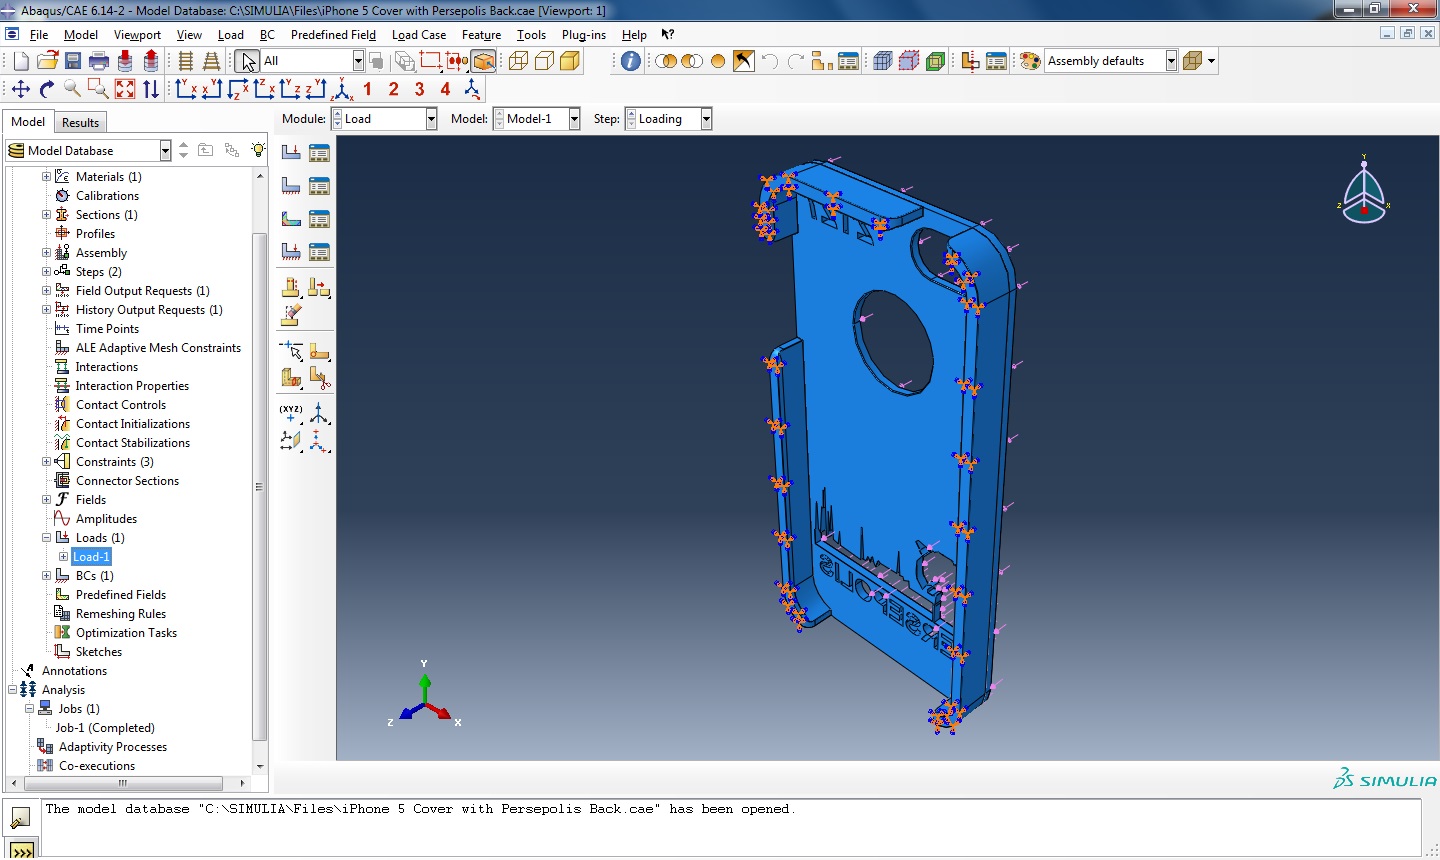 Abaqus/CAE 6.14-2 - Model Database: C:\SIMULIA\Files\iPhone 5 Cover with Persepolis Back.cae [Viewport: 1]
File Model Viewport View Load BC Predefined Field Load Case Feature Tools Plug-ins Help
All
Assembly defaults
1 2 3 4
Model Results
Module: Load Model: Model-1 Step: Loading
Model Database
Materials (1)
Calibrations
Sections (1)
Profiles
Assembly
Steps (2)
Field Output Requests (1)
History Output Requests (1)
Time Points
ALE Adaptive Mesh Constraints
Interactions
Interaction Properties
Contact Controls
Contact Initializations
Contact Stabilizations
Constraints (3)
Connector Sections
Fields
Amplitudes
Loads (1)
Load-1
BCs (1)
Predefined Fields
Remeshing Rules
Optimization Tasks
Sketches
Annotations
Analysis
Jobs (1)
Job-1 (Completed)
Adaptivity Processes
Co-executions
(XYZ)
Y
Z X
Y
Z X
SIMULIA
The model database "C:\SIMULIA\Files\iPhone 5 Cover with Persepolis Back.cae" has been opened.
>>>